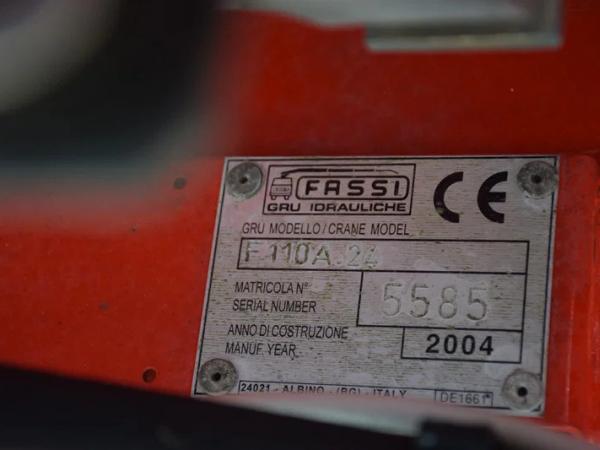 FASSI
GRU IDRAULICHE
CE
GRU MODELLO/CRANE MODEL
F110A.24
MATRICOLA N°
SERIAL NUMBER
5585
ANNO DI COSTRUZIONE
MANUF. YEAR
2004
24021 - ALBINO - (BG) - ITALY
DE1661